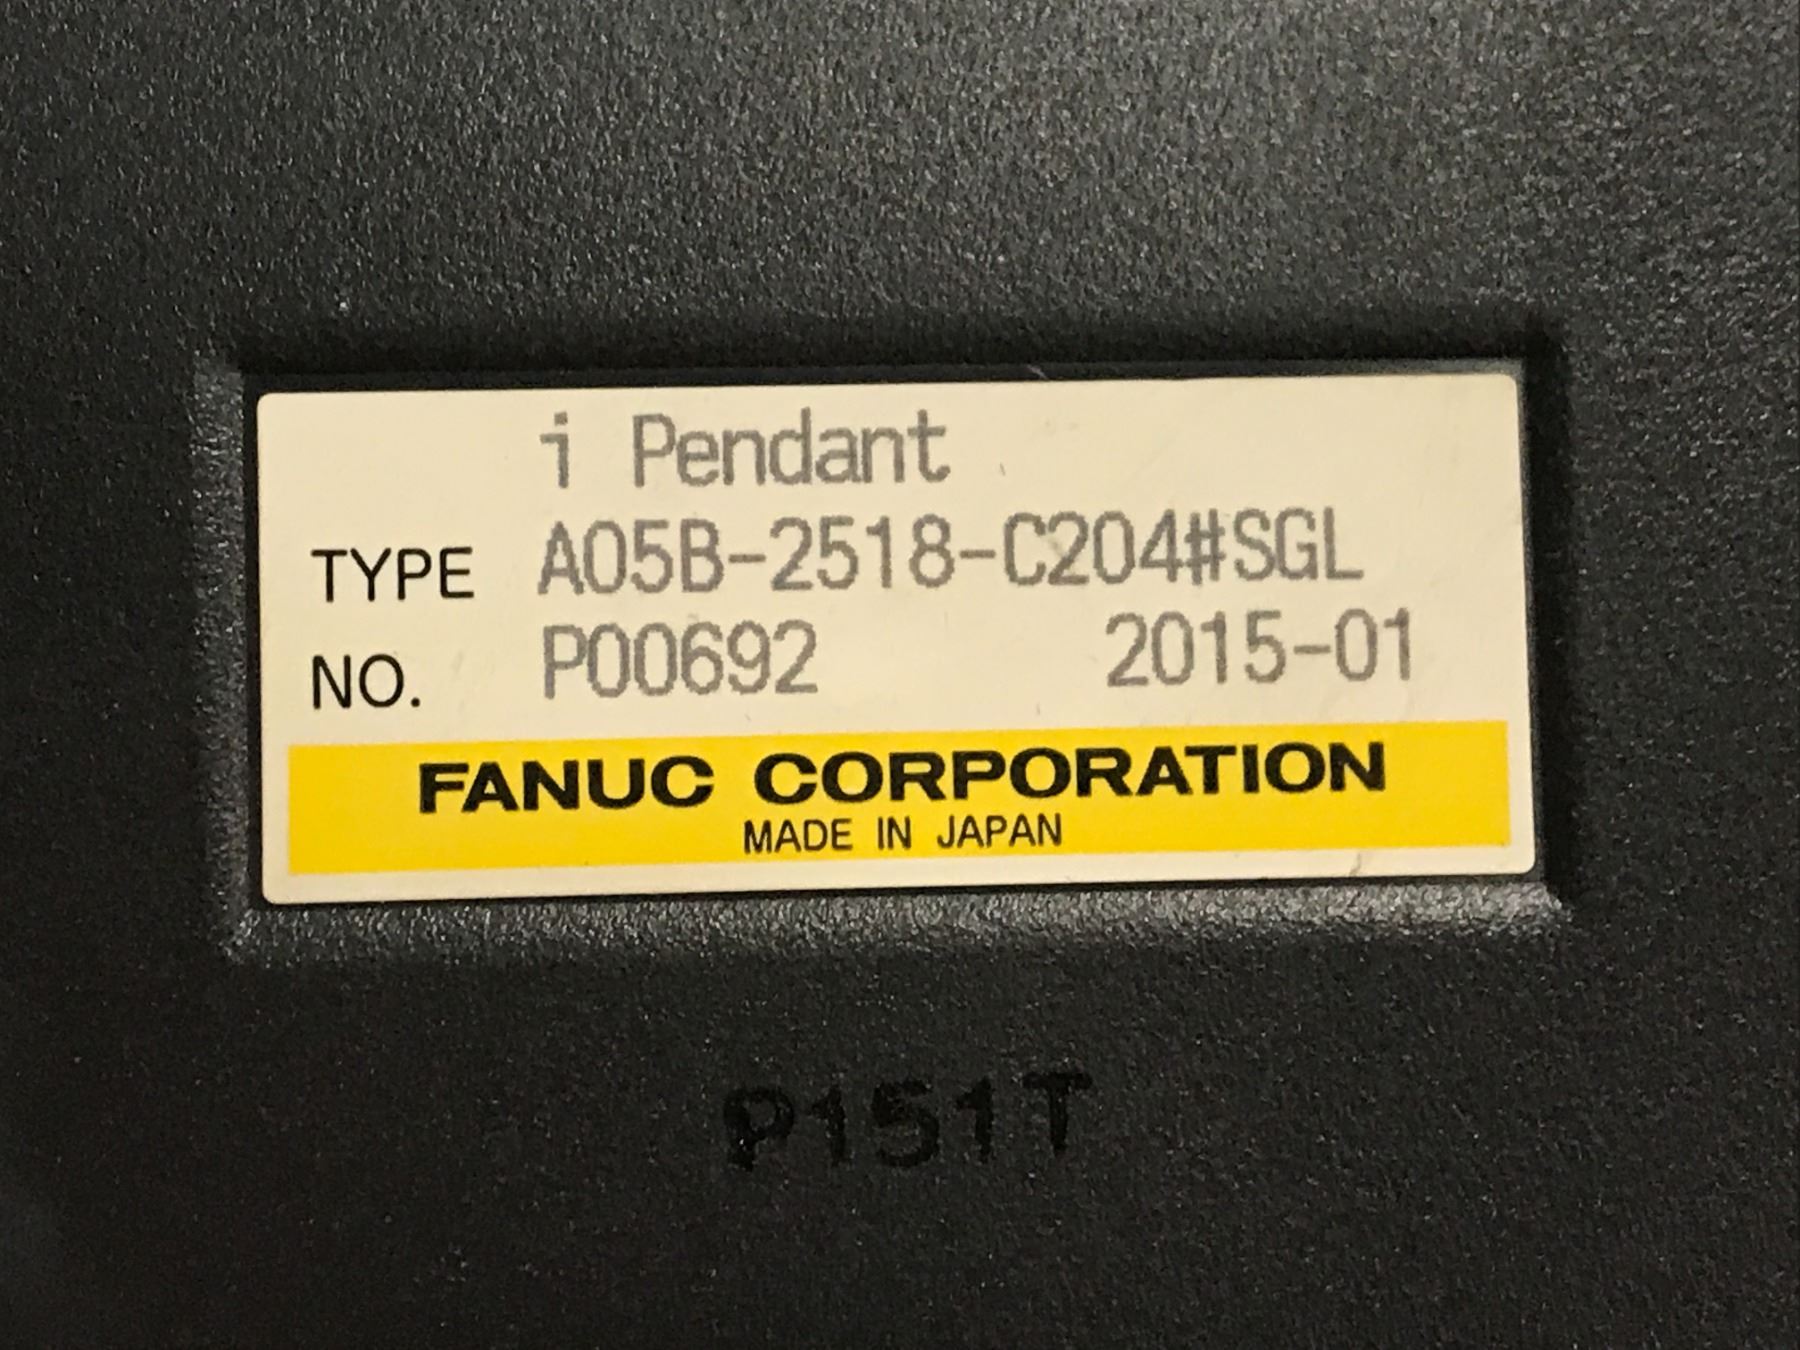 i Pendant
TYPE A05B-2518-C204#SGL
NO. P00692 2015-01
FANUC CORPORATION
MADE IN JAPAN
P151T